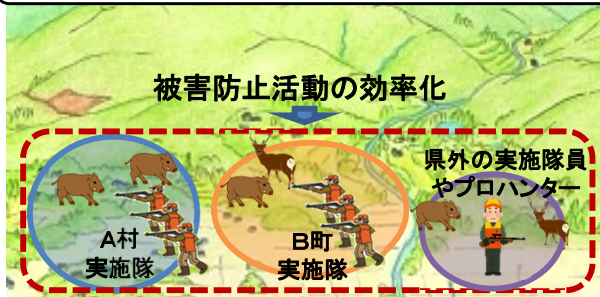 被害防止活動の効率化
県外の実施隊員
やプロハンター
A村
実施隊
B町
実施隊